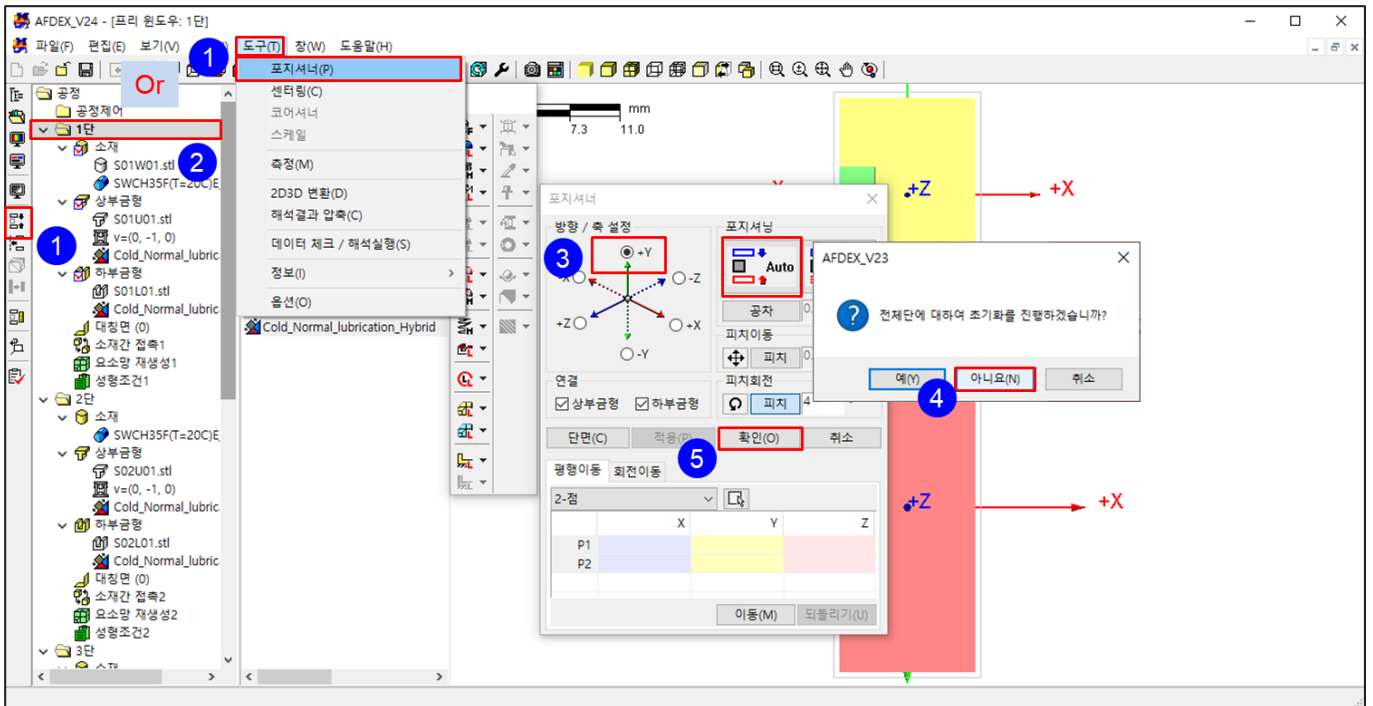 AFDEX_V24 - [프리 윈도우: 1단]
파일(F) 편집(E) 보기(V) 도구(T) 창(W) 도움말(H)
1
Or
포지셔너(P)
센터링(C)
코어셔너
스케일
측정(M)
2D3D 변환(D)
해석결과 압축(C)
데이터 체크 / 해석실행(S)
정보(I)
옵션(O)
공정
공정제어
1단
소재
S01W01.stl
2
SWCH35F(T=20C)E
상부금형
S01U01.stl
v=(0, -1, 0)
1
Cold_Normal_lubric
하부금형
S01L01.stl
Cold_Normal_lubric
대칭면 (0)
소재간 접촉1
요소망 재생성1
성형조건1
2단
소재
SWCH35F(T=20C)E
상부금형
S02U01.stl
v=(0, -1, 0)
Cold_Normal_lubric
하부금형
S02L01.stl
Cold_Normal_lubric
대칭면 (0)
소재간 접촉2
요소망 재생성2
성형조건2
3단
Cold_Normal_lubrication_Hybrid
mm
7.3 11.0
+Z +X
+Z +X
포지셔너
방향 / 축 설정
3
+Y
-X
-Z
+Z
+X
-Y
연결
상부금형 하부금형
포지셔닝
Auto
공차
피치이동
피치
피치회전
피치 4
단면(C) 적용(P) 확인(O) 취소
5
평행이동 회전이동
2-점
X Y Z
P1
P2
이동(M) 되돌리기(U)
AFDEX_V23
전체단에 대하여 초기화를 진행하겠습니까?
예(Y) 아니요(N) 취소
4